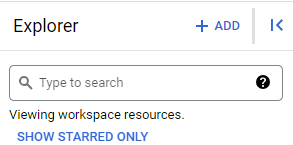 Explorer + ADD
Type to search
Viewing workspace resources.
SHOW STARRED ONLY